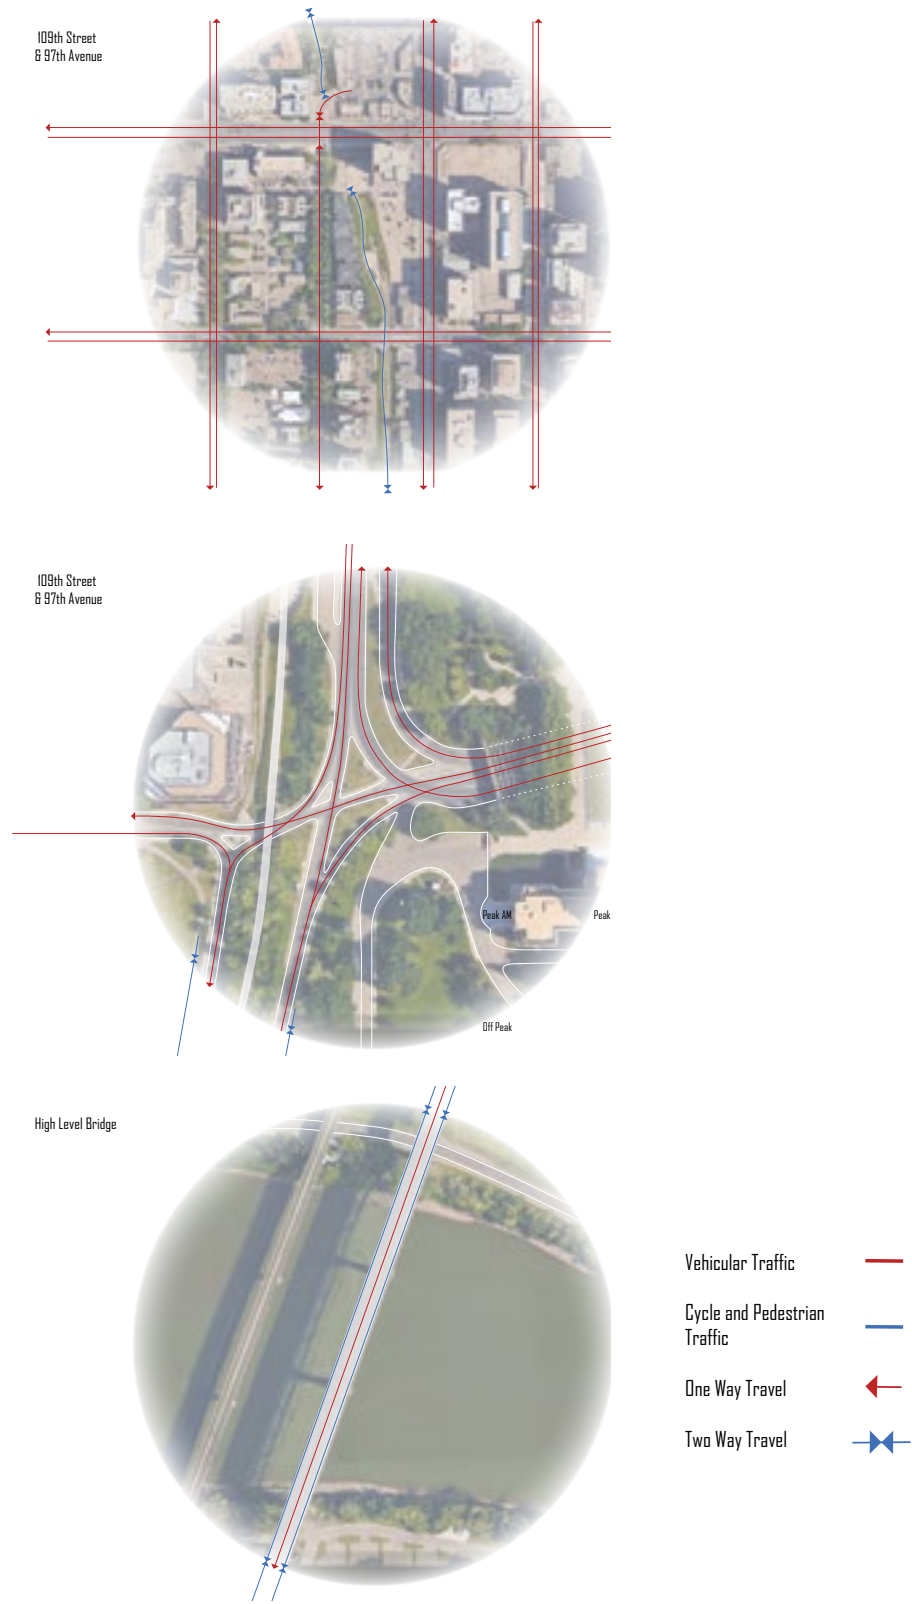 109th Street
& 97th Avenue
109th Street
& 97th Avenue
Peak AM
Peak
Off Peak
High Level Bridge
Vehicular Traffic
Cycle and Pedestrian
Traffic
One Way Travel
Two Way Travel